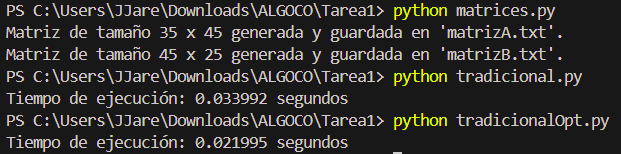 PS C:\Users\JJare\Downloads\ALGOCO\Tarea1> python matrices.py
Matriz de tamaño 35 x 45 generada y guardada en 'matrizA.txt'.
Matriz de tamaño 45 x 25 generada y guardada en 'matrizB.txt'.
PS C:\Users\JJare\Downloads\ALGOCO\Tarea1> python tradicional.py
Tiempo de ejecución: 0.033992 segundos
PS C:\Users\JJare\Downloads\ALGOCO\Tarea1> python tradicionalOpt.py
Tiempo de ejecución: 0.021995 segundos